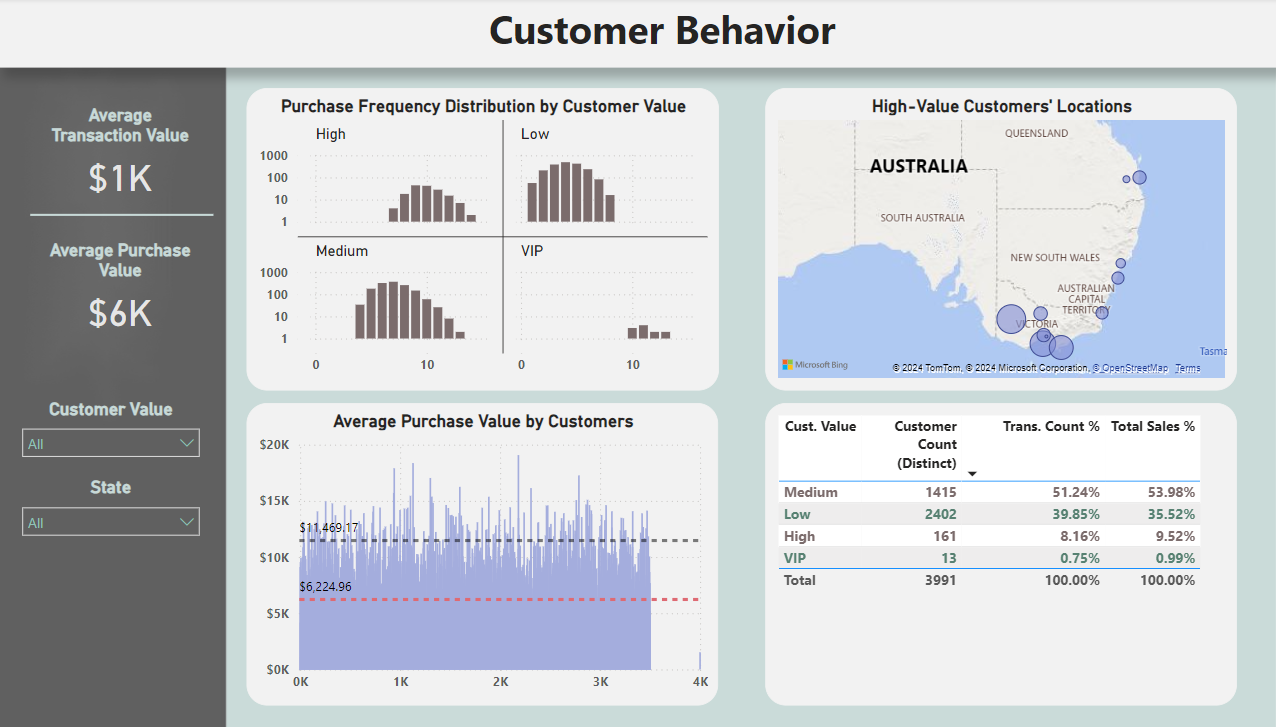 Customer Behavior
Average
Transaction Value
$1K
Average Purchase
Value
$6K
Customer Value
All
State
All
Purchase Frequency Distribution by Customer Value
High
Low
1000
100
10
1
Medium
VIP
1000
100
10
1
0
10
0
10
High-Value Customers' Locations
QUEENSLAND
AUSTRALIA
SOUTH AUSTRALIA
NEW SOUTH WALES
AUSTRALIAN
CAPITAL
TERRITORY
VICTORIA
Tasma
Microsoft Bing
© 2024 TomTom, © 2024 Microsoft Corporation, © OpenStreetMap Terms
Average Purchase Value by Customers
$20K
$15K
$11,469.17
$10K
$6,224.96
$5K
$0K
0K 1K 2K 3K 4K
Cust. Value Customer Trans. Count % Total Sales %
Count
(Distinct)
Medium 1415 51.24% 53.98%
Low 2402 39.85% 35.52%
High 161 8.16% 9.52%
VIP 13 0.75% 0.99%
Total 3991 100.00% 100.00%